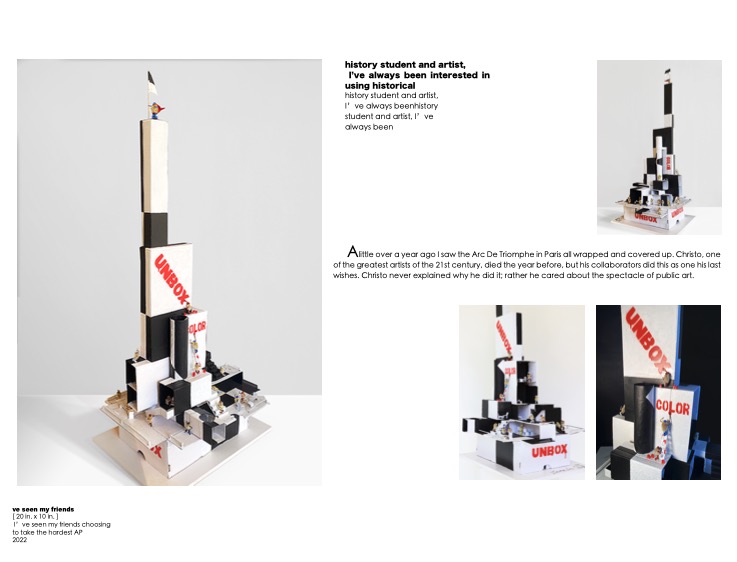 history student and artist,
I've always been interested in
using historical
history student and artist,
I’ ve always beenhistory
student and artist, I’ ve
always been
UNBOX
COLOR
UNBOX
UNBOX
A little over a year ago I saw the Arc De Triomphe in Paris all wrapped and covered up. Christo, one
of the greatest artists of the 21st century, died the year before, but his collaborators did this as one his last
wishes. Christo never explained why he did it; rather he cared about the spectacle of public art.
UNBOX
COLOR
UNBOX
COLOR
UNBOX
UNBOX
COLOR
ve seen my friends
[ 20 in. x 10 in. ]
I’ ve seen my friends choosing
to take the hardest AP
2022